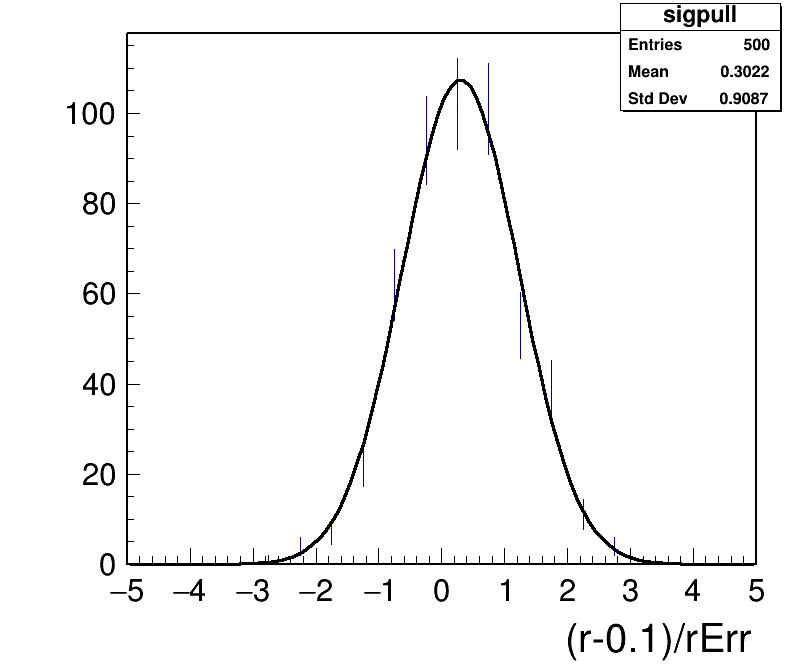 sigpull
Entries 500
Mean 0.3022
Std Dev 0.9087
100
80
60
40
20
0
−5 −4 −3 −2 −1 0 1 2 3 4 5
(r-0.1)/rErr